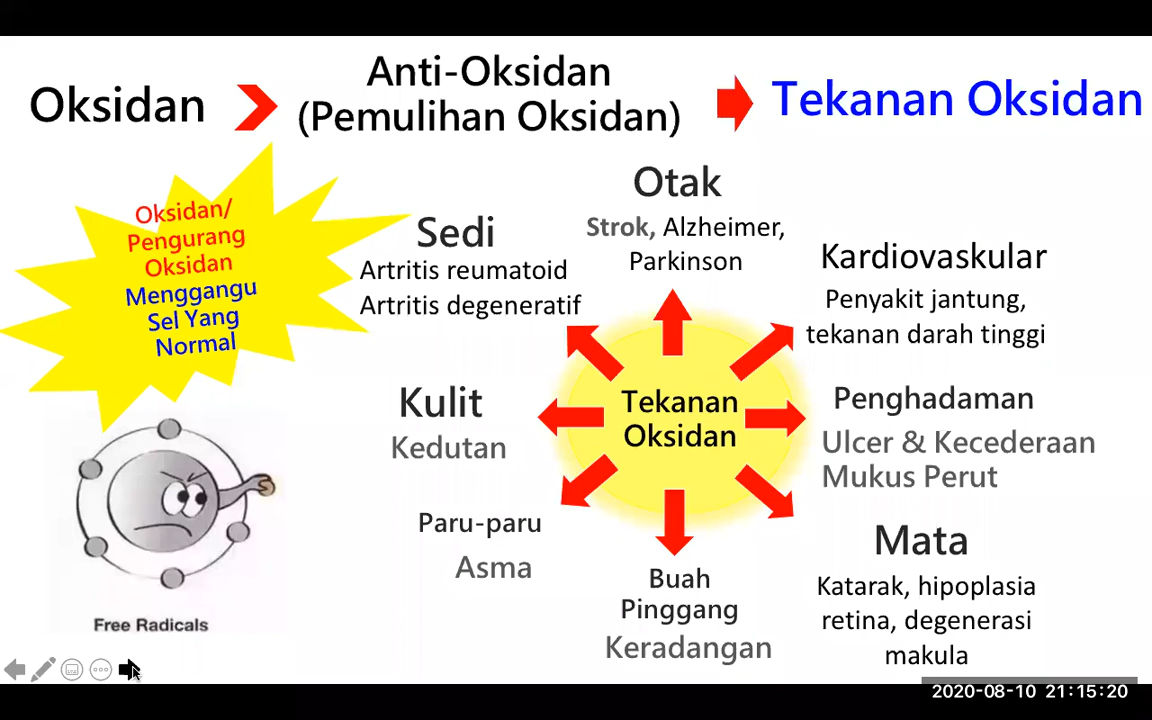 Oksidan
Anti-Oksidan
(Pemulihan Oksidan)
Tekanan Oksidan
Oksidan/
Pengurang
Oksidan
Menggangu
Sel Yang
Normal
Free Radicals
Otak
Strok, Alzheimer,
Parkinson
Sedi
Artritis reumatoid
Artritis degeneratif
Kardiovaskular
Penyakit jantung,
tekanan darah tinggi
Kulit
Kedutan
Tekanan
Oksidan
Penghadaman
Ulcer & Kecederaan
Mukus Perut
Paru-paru
Asma
Buah
Pinggang
Keradangan
Mata
Katarak, hipoplasia
retina, degenerasi
makula
2020-08-10 21:15:20